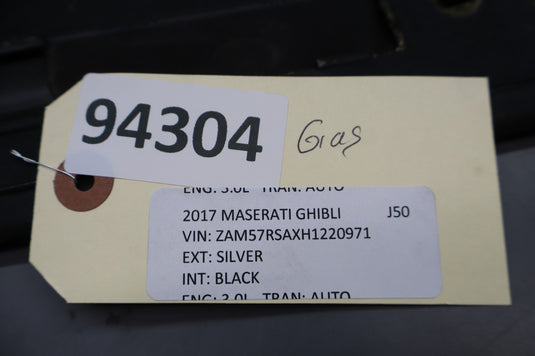 94304
Gras
ENG: 3.0L TRAN: AUTO
2017 MASERATI GHIBLI J50
VIN: ZAM57RSAXH1220971
EXT: SILVER
INT: BLACK
ENG: 3.0L TRAN: AUTO